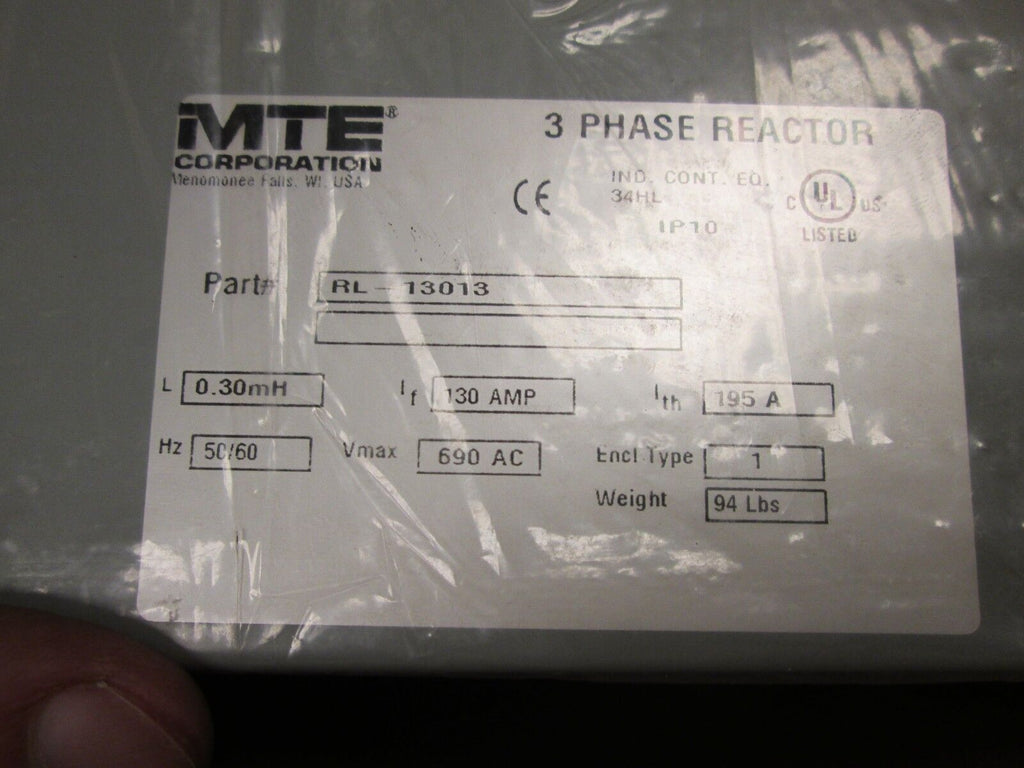 MTE®
CORPORATION
Menomonee Falls, WI, USA
3 PHASE REACTOR
CE
IND. CONT. EQ.
34HL
IP10
C UL US
LISTED
Part# RL-13013
L 0.30mH If 130 AMP Ith 195 A
Hz 50/60 Vmax 690 AC Encl Type 1
Weight 94 Lbs